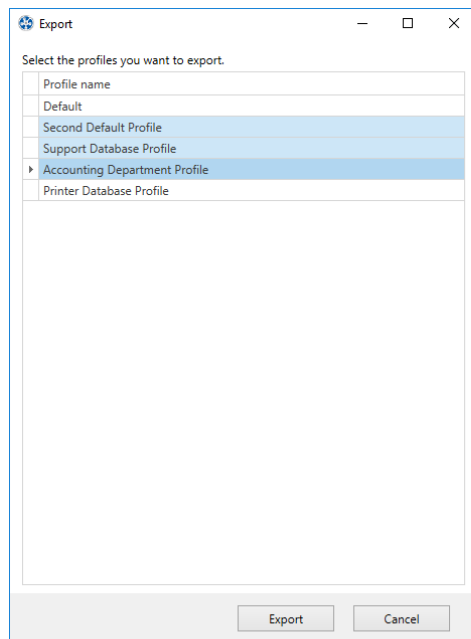 Export
Select the profiles you want to export.
Profile name
Default
Second Default Profile
Support Database Profile
Accounting Department Profile
Printer Database Profile
Export Cancel